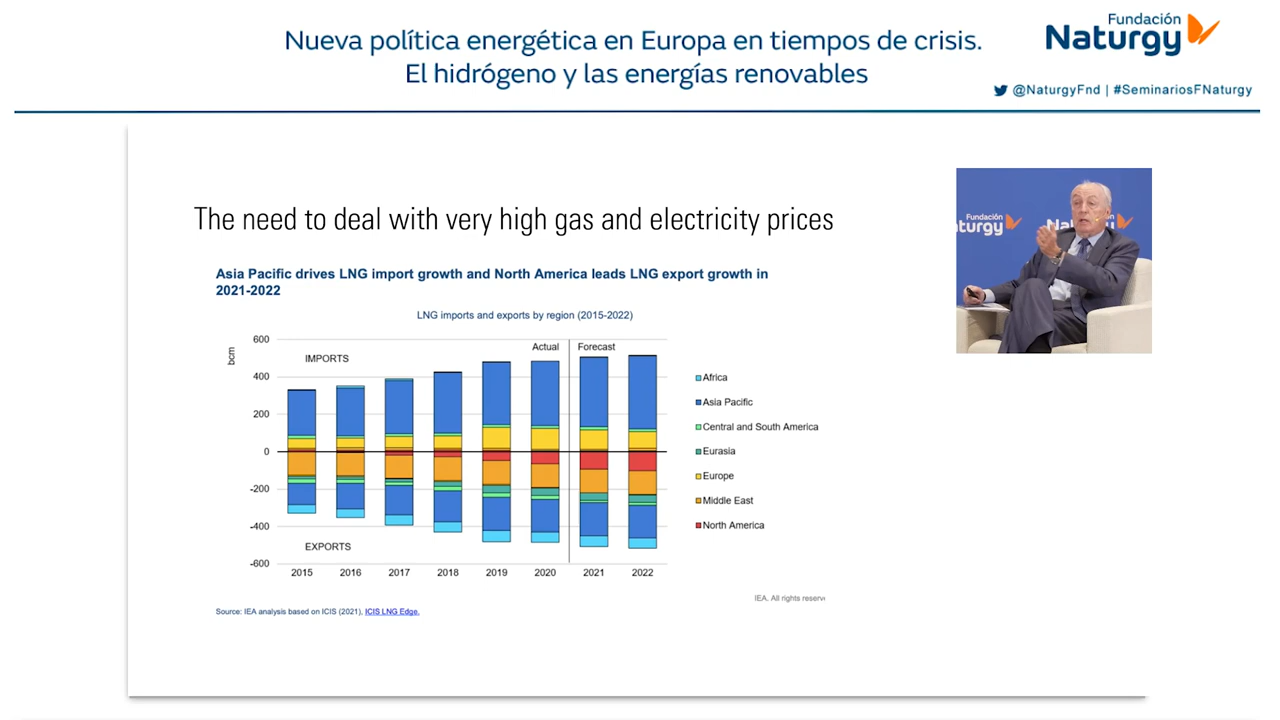 Nueva política energética en Europa en tiempos de crisis.
El hidrógeno y las energías renovables
Fundación
Naturgy
@NaturgyFnd | #SeminariosFNaturgy
The need to deal with very high gas and electricity prices
Asia Pacific drives LNG import growth and North America leads LNG export growth in
2021-2022
LNG imports and exports by region (2015-2022)
bcm
600
400
200
0
-200
-400
-600
IMPORTS
Actual
Forecast
EXPORTS
2015 2016 2017 2018 2019 2020 2021 2022
Africa
Asia Pacific
Central and South America
Eurasia
Europe
Middle East
North America
IEA. All rights reserv
Source: IEA analysis based on ICIS (2021), ICIS LNG Edge.
Fundación
aturgy
Fundación
Na